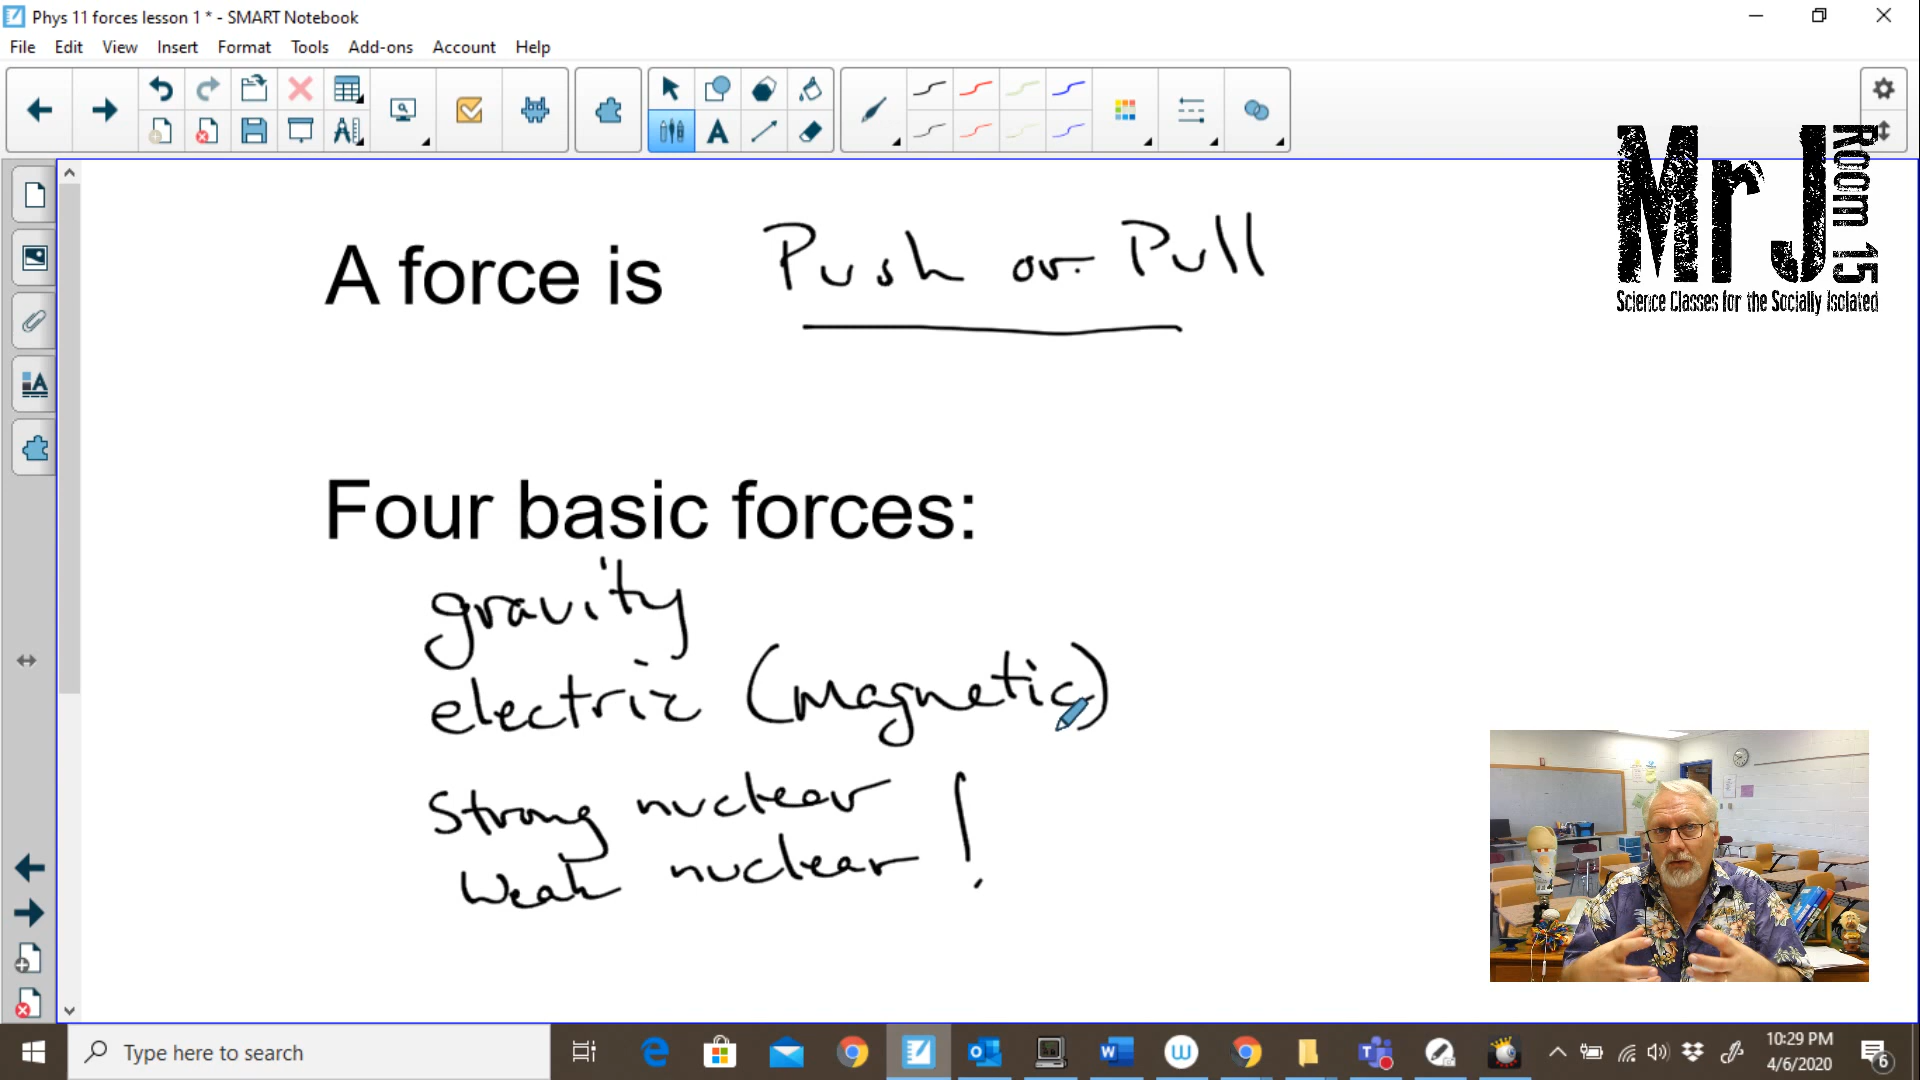 Phys 11 forces lesson 1 * - SMART Notebook
File Edit View Insert Format Tools Add-ons Account Help
MrJ
Room 15
Science Classes for the Socially Isolated
A force is Push or Pull
Four basic forces:
gravity
electric (magnetic)
Strong nuclear
Weak nuclear !
Type here to search
10:29 PM
4/6/2020
6